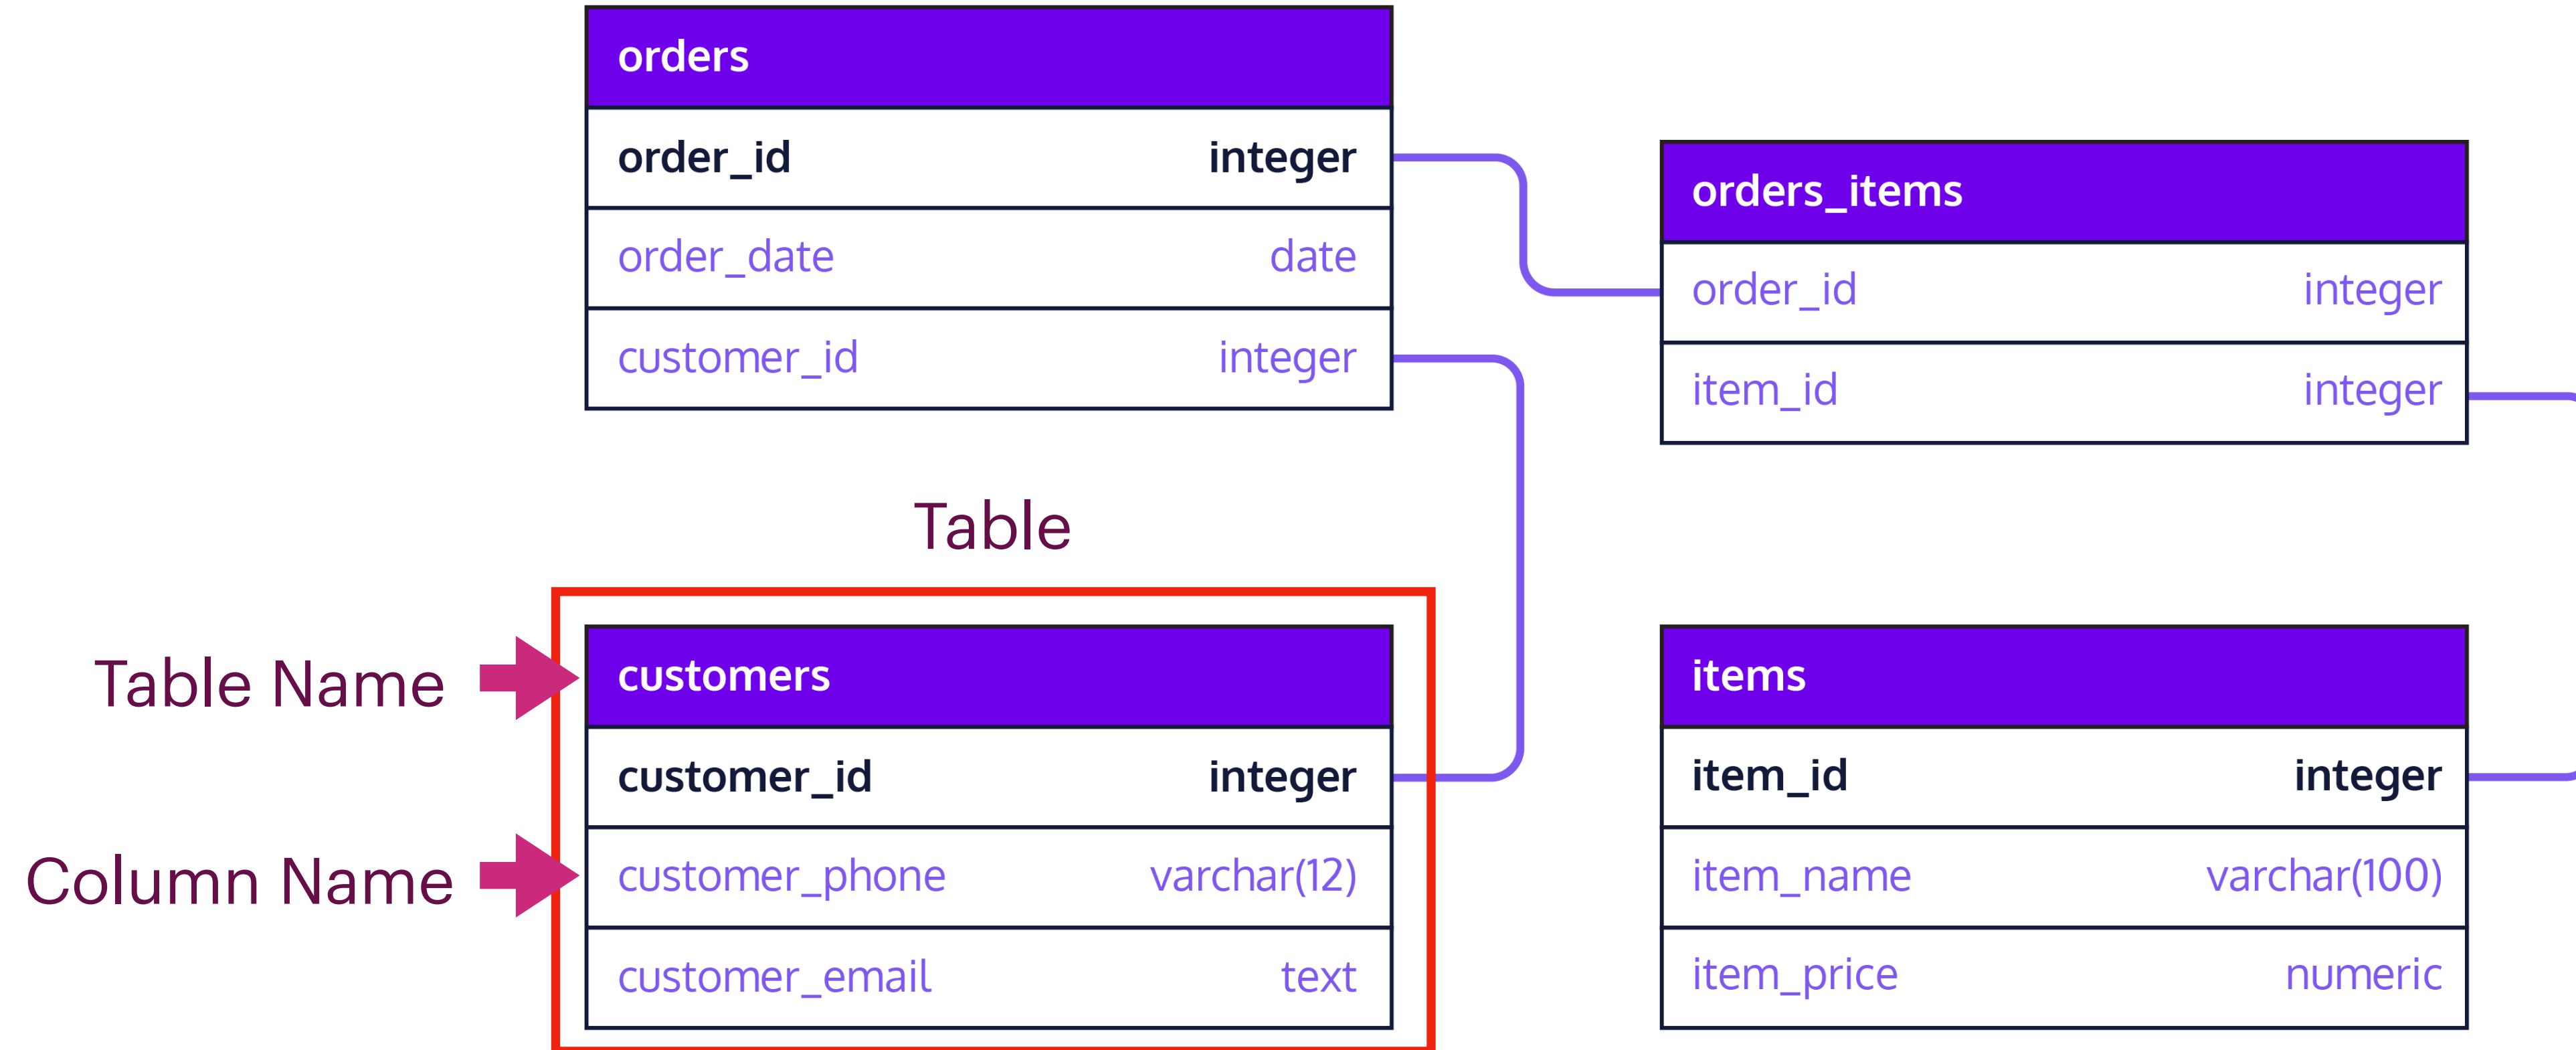 orders
order_id integer
order_date date
customer_id integer
orders_items
order_id integer
item_id integer
Table
Table Name
customers
customer_id integer
Column Name
customer_phone varchar(12)
customer_email text
items
item_id integer
item_name varchar(100)
item_price numeric